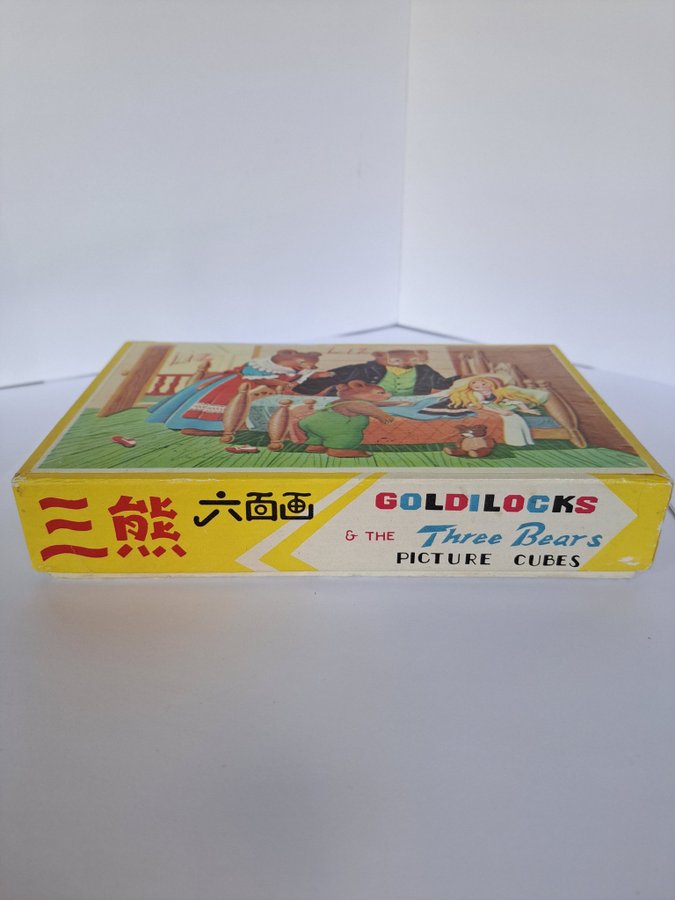 三熊 六面画
GOLDILOCKS
& THE Three Bears
PICTURE CUBES